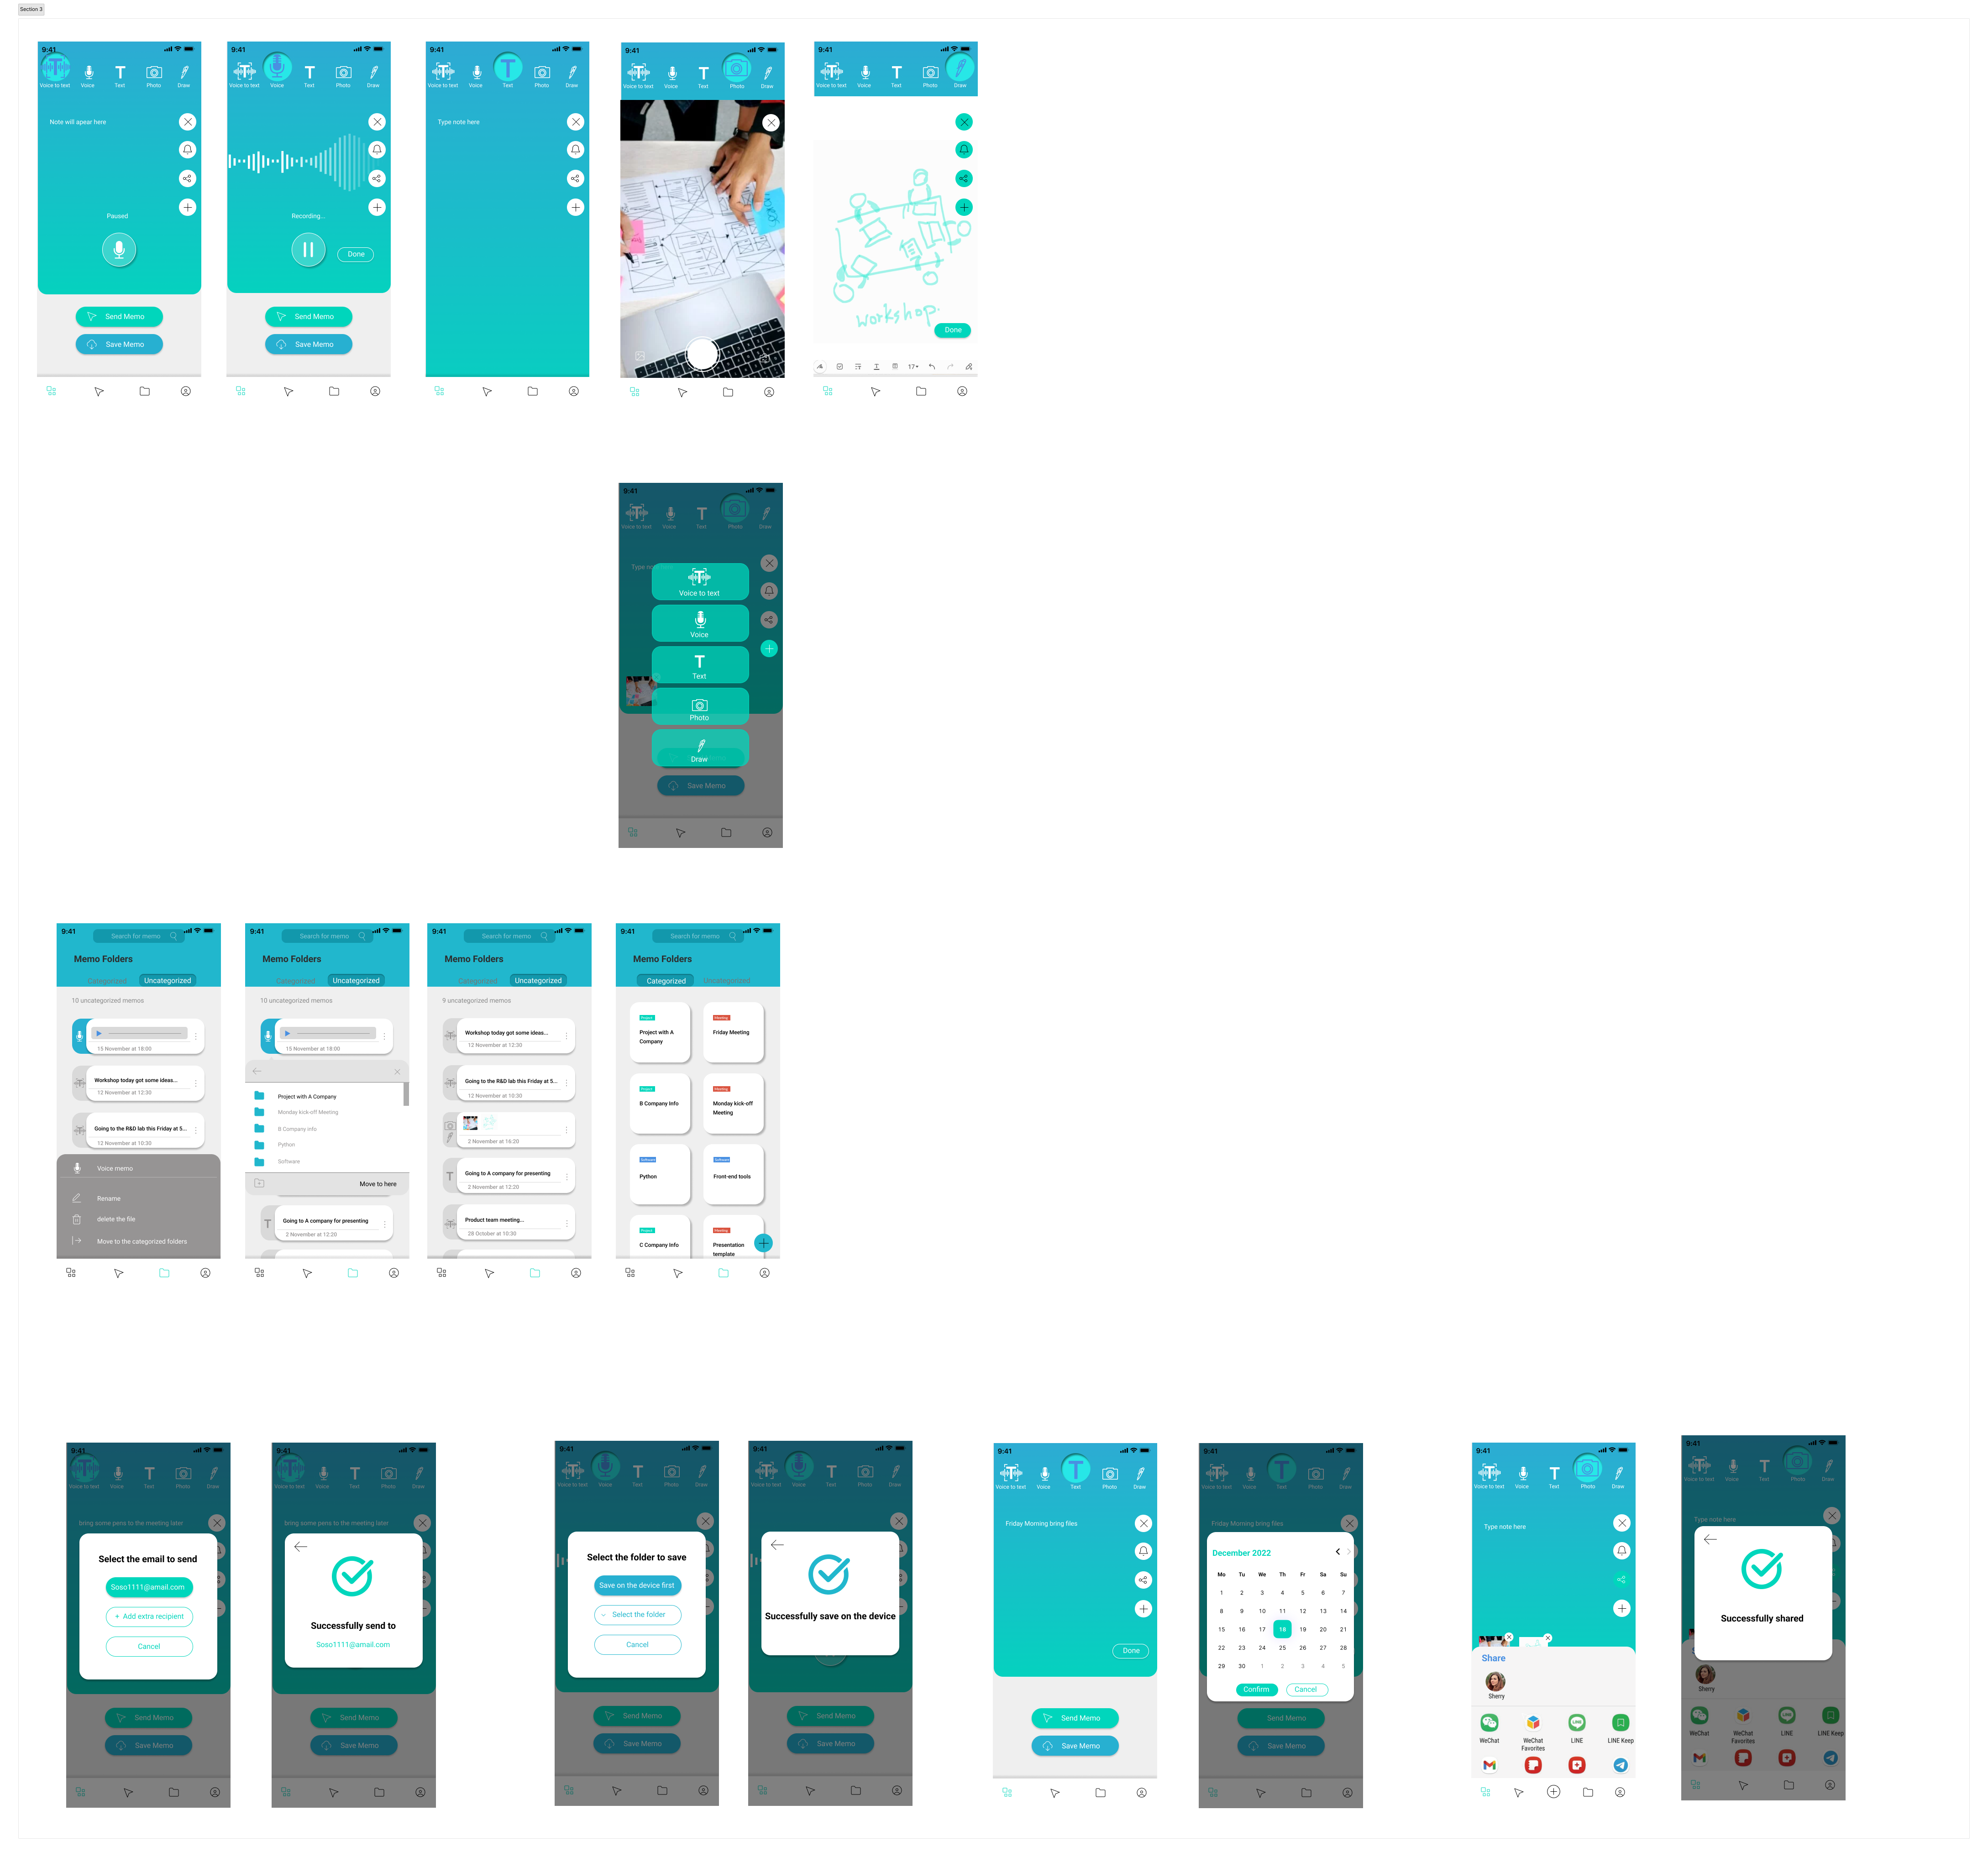 Section 3
9:41
Voice to text Voice Text Photo Draw
Note will apear here
Paused
Send Memo
Save Memo
9:41
Voice to text Voice Text Photo Draw
Recording...
Done
Send Memo
Save Memo
9:41
Voice to text Voice Text Photo Draw
Type note here
9:41
Voice to text Voice Text Photo Draw
9:41
Voice to text Voice Text Photo Draw
workshop.
Done
17
9:41
Voice to text Voice Text Photo Draw
Voice to text
Voice
Text
Photo
Draw
Save Memo
9:41
Search for memo
Memo Folders
Categorized Uncategorized
10 uncategorized memos
15 November at 18:00
Workshop today got some ideas...
12 November at 12:30
Going to the R&D lab this Friday at 5...
12 November at 10:30
Voice memo
Rename
delete the file
Move to the categorized folders
9:41
Search for memo
Memo Folders
Categorized Uncategorized
10 uncategorized memos
15 November at 18:00
Project with A Company
Monday kick-off Meeting
B Company info
Python
Software
Move to here
Going to A company for presenting
2 November at 12:20
9:41
Search for memo
Memo Folders
Categorized Uncategorized
9 uncategorized memos
Workshop today got some ideas...
12 November at 12:30
Going to the R&D lab this Friday at 5...
12 November at 10:30
2 November at 16:20
Going to A company for presenting
2 November at 12:20
Product team meeting...
28 October at 10:30
9:41
Search for memo
Memo Folders
Categorized Uncategorized
Project Meeting
Project with A Company
Friday Meeting
Project Meeting
B Company Info
Monday kick-off Meeting
Software Software
Python Front-end tools
Project Meeting
C Company Info
Presentation template
9:41
Voice to text Voice Text Photo Draw
bring some pens to the meeting later
Select the email to send
Soso1111@amail.com
+ Add extra recipient
Cancel
Send Memo
Save Memo
9:41
Voice to text Voice Text Photo Draw
bring some pens to the meeting later
Successfully send to
Soso1111@amail.com
Send Memo
Save Memo
9:41
Voice to text Voice Text Photo Draw
Select the folder to save
Save on the device first
Select the folder
Cancel
Send Memo
Save Memo
9:41
Voice to text Voice Text Photo Draw
Successfully save on the device
Send Memo
Save Memo
9:41
Voice to text Voice Text Photo Draw
Friday Morning bring files
Done
Send Memo
Save Memo
9:41
Voice to text Voice Text Photo Draw
Friday Morning bring files
December 2022
Mo Tu We Th Fr Sa Su
1 2 3 4 5 6 7
8 9 10 11 12 13 14
15 16 17 18 19 20 21
22 23 24 25 26 27 28
29 30 1 2 3 4 5
Confirm Cancel
Send Memo
Save Memo
9:41
Voice to text Voice Text Photo Draw
Type note here
Share
Sherry
WeChat WeChat Favorites LINE LINE Keep
9:41
Voice to text Voice Text Photo Draw
Type note here
Successfully shared
Sherry
WeChat WeChat Favorites LINE LINE Keep